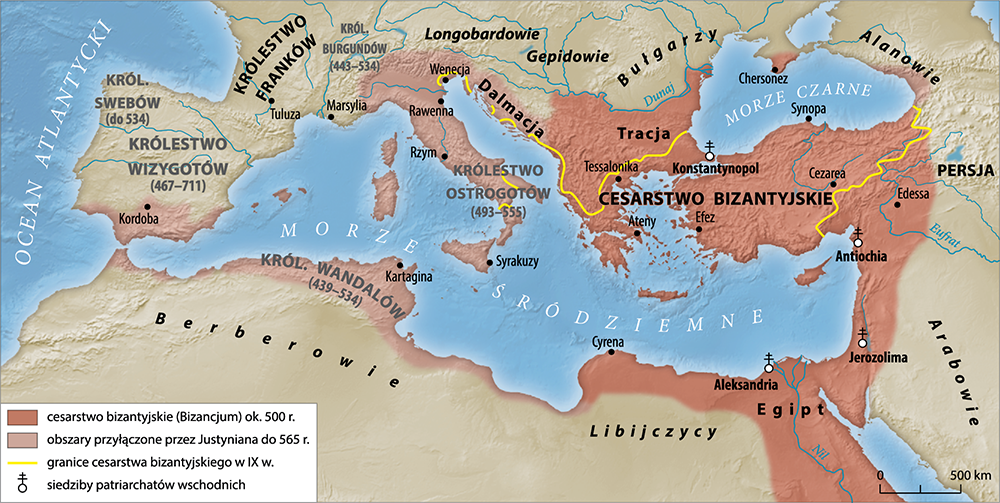 OCEAN ATLANTYCKI
KRÓL.
SWEBÓW
(do 534)
KRÓLESTWO
WIZYGOTÓW
(467–711)
Kordoba
KRÓLESTWO
FRANKÓW
Tuluza
KRÓL.
BURGUNDÓW
(443–534)
Marsylia
Longobardowie
Gepidowie
Bułgarzy
Alanowie
Wenecja
Rawenna
Dalmacja
Rzym
KRÓLESTWO
OSTROGOTÓW
(493–555)
Dunaj
Tracja
Tessalonika
Chersonez
MORZE CZARNE
Synopa
Konstantynopol
CESARSTWO BIZANTYJSKIE
Cezarea
PERSJA
Edessa
Eufrat
Ateny
Efez
Antiochia
MORZE
ŚRÓDZIEMNE
KRÓL. WANDALÓW
(439–534)
Kartagina
Syrakuzy
Berberowie
Cyrena
Libijczycy
Aleksandria
Egipt
Nil
Jerozolima
Arabowie
cesarstwo bizantyjskie (Bizancjum) ok. 500 r.
obszary przyłączone przez Justyniana do 565 r.
granice cesarstwa bizantyjskiego w IX w.
siedziby patriarchatów wschodnich
0 500 km